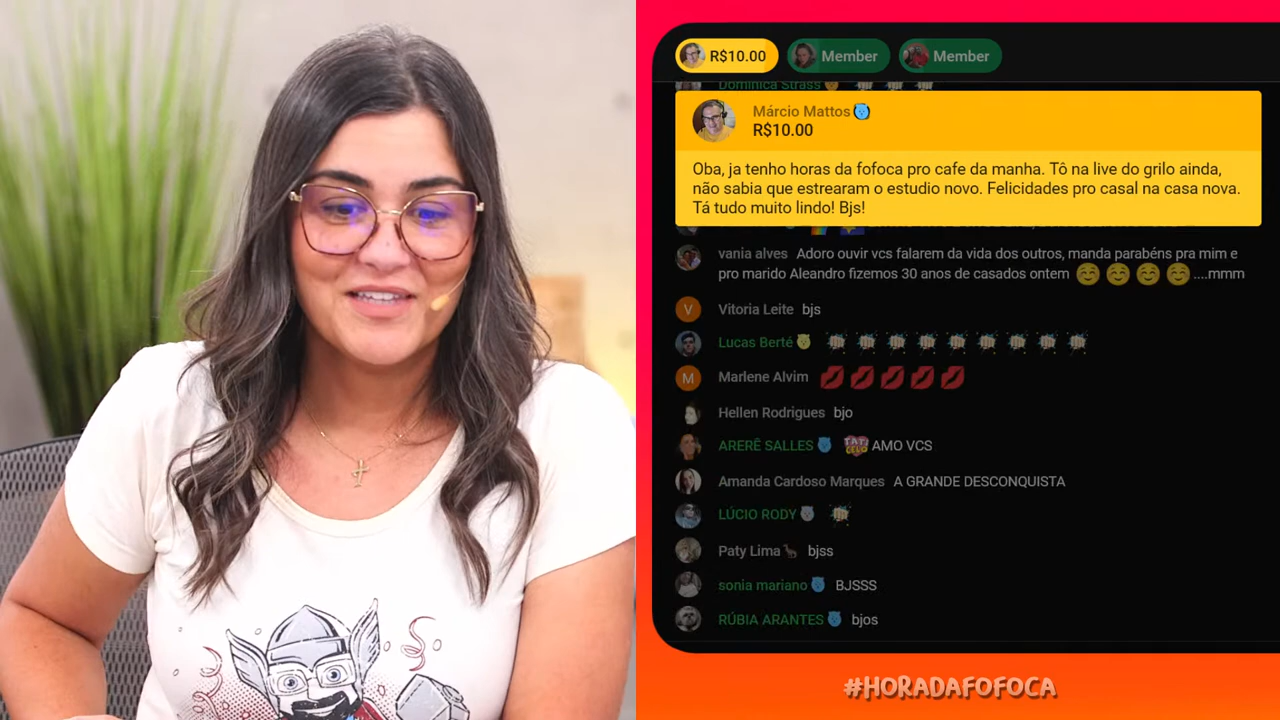 R$10.00
Member
Member
Dominica Strass
Márcio Mattos
R$10.00
Oba, ja tenho horas da fofoca pro cafe da manha. Tô na live do grilo ainda,
não sabia que estrearam o estudio novo. Felicidades pro casal na casa nova.
Tá tudo muito lindo! Bjs!
vania alves Adoro ouvir vcs falarem da vida dos outros, manda parabéns pra mim e
pro marido Aleandro fizemos 30 anos de casados ontem ☺️☺️☺️☺️....mmm
V
Vitoria Leite bjs
Lucas Berté
M
Marlene Alvim 💋💋💋💋💋
Hellen Rodrigues bjo
ARERÊ SALLES TATI CELO AMO VCS
Amanda Cardoso Marques A GRANDE DESCONQUISTA
LÚCIO RODY
Paty Lima bjss
sonia mariano BJSSS
RÚBIA ARANTES bjos
#HORADAFOFOCA